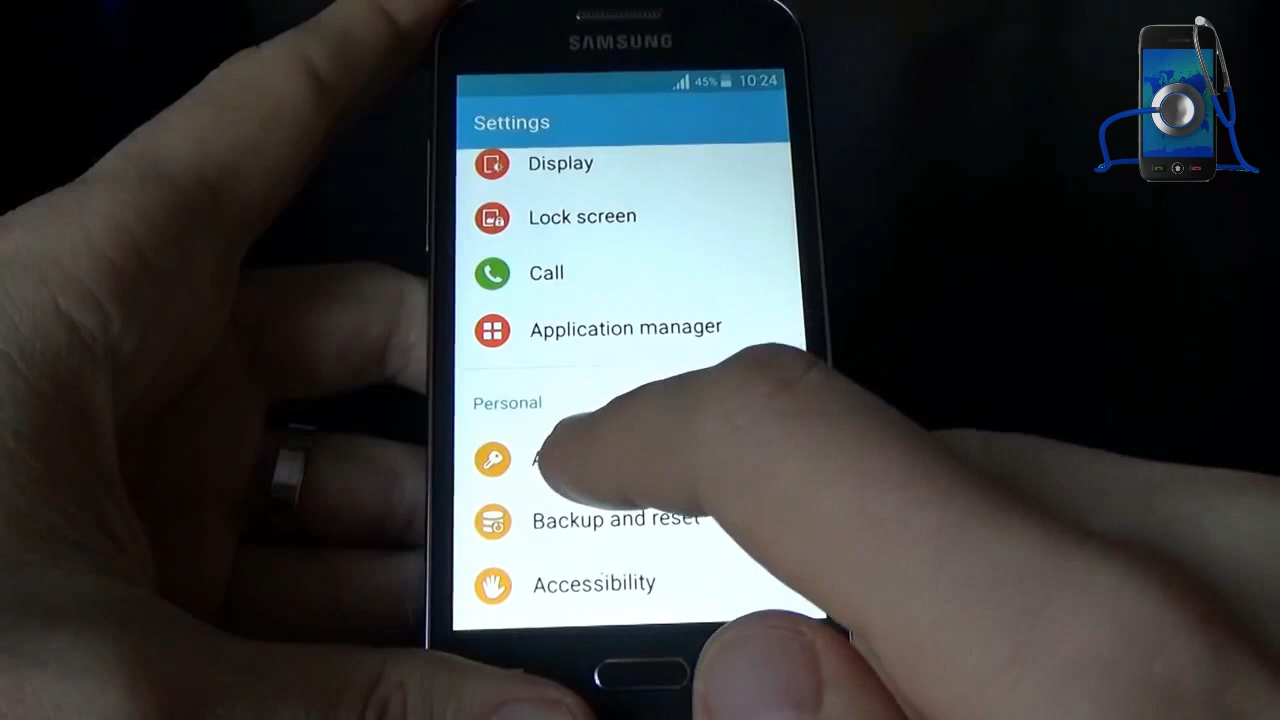 SAMSUNG
45% 10:24
Settings
Display
Lock screen
Call
Application manager
Personal
Backup and reset
Accessibility